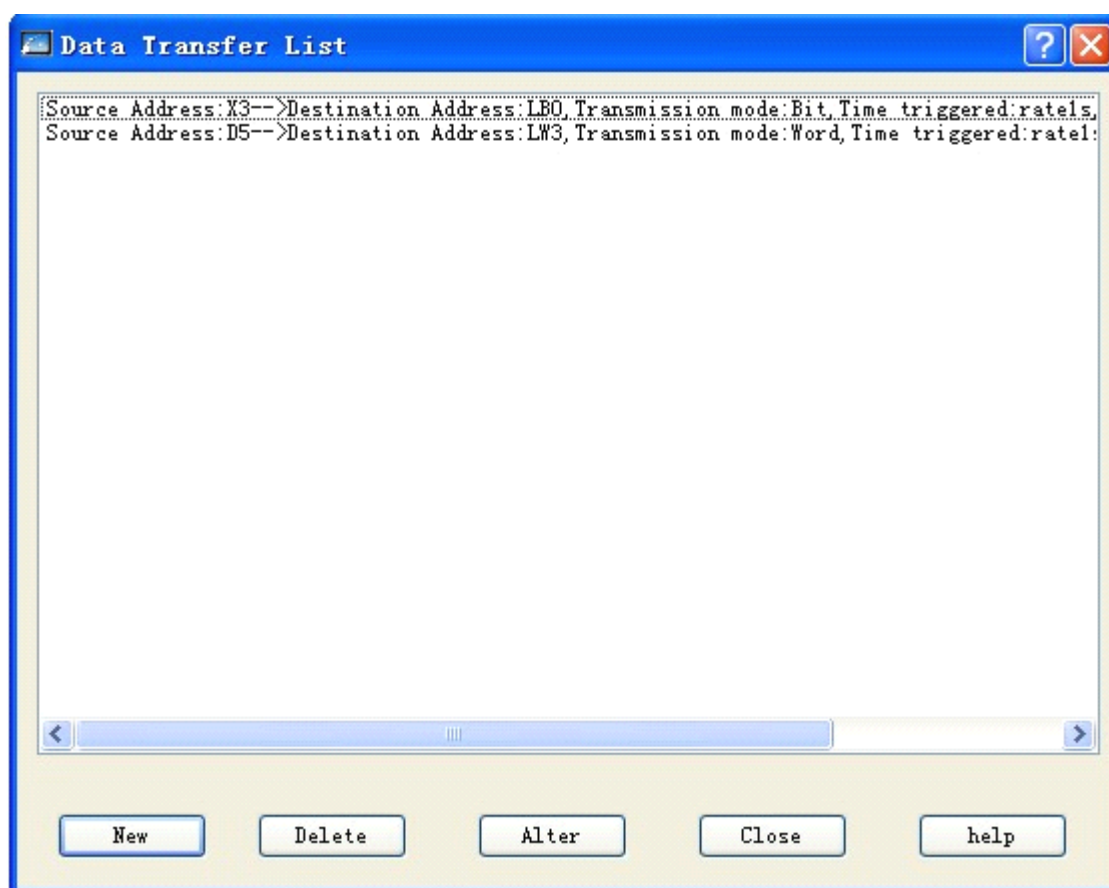 Data Transfer List
Source Address:X3-->Destination Address:LB0,Transmission mode:Bit,Time triggered:rate1s,
Source Address:D5-->Destination Address:LW3,Transmission mode:Word,Time triggered:rate1s
New
Delete
Alter
Close
help